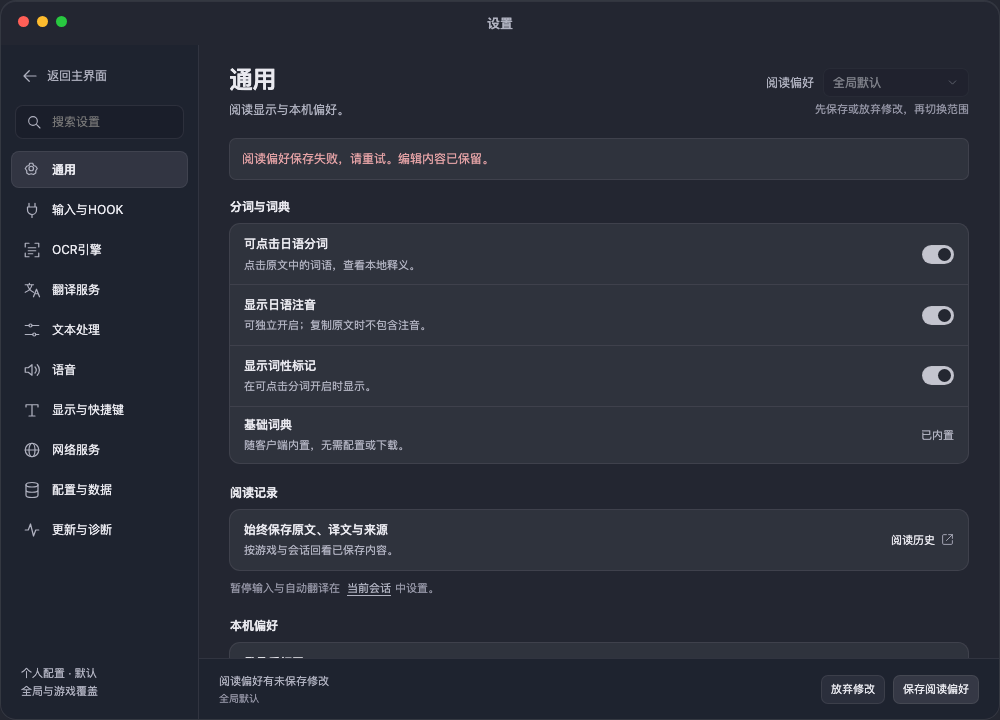 设置
返回主界面
搜索设置
通用
输入与HOOK
OCR引擎
翻译服务
文本处理
语音
显示与快捷键
网络服务
配置与数据
更新与诊断
个人配置 · 默认
全局与游戏覆盖
通用
阅读显示与本机偏好。
阅读偏好 全局默认
先保存或放弃修改，再切换范围
阅读偏好保存失败，请重试。编辑内容已保留。
分词与词典
可点击日语分词
点击原文中的词语，查看本地释义。
显示日语注音
可独立开启；复制原文时不包含注音。
显示词性标记
在可点击分词开启时显示。
基础词典
随客户端内置，无需配置或下载。
已内置
阅读记录
始终保存原文、译文与来源
按游戏与会话回看已保存内容。
阅读历史
暂停输入与自动翻译在 当前会话 中设置。
本机偏好
阅读偏好有未保存修改
全局默认
放弃修改
保存阅读偏好